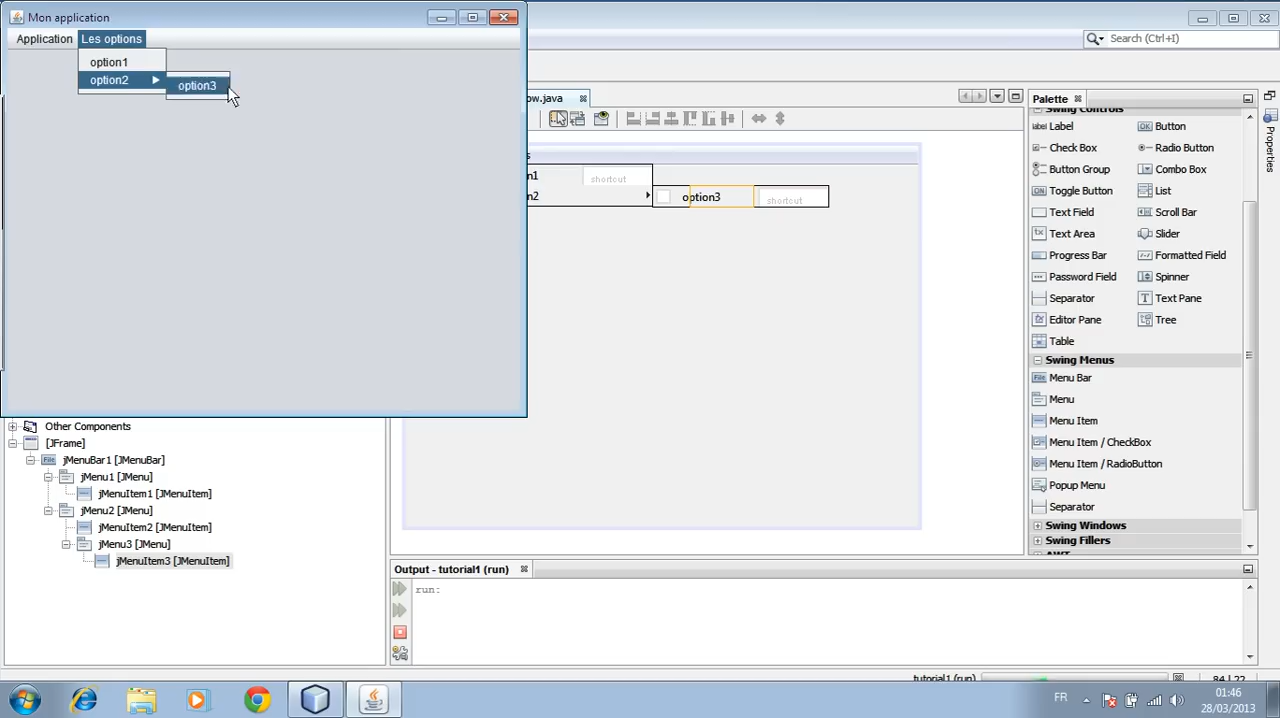 Mon application
Application Les options
option1
option2
option3
Search (Ctrl+I)
ow.java
s
n1 shortcut
n2
option3 shortcut
Palette
Properties
Swing Controls
Label Button
Check Box Radio Button
Button Group Combo Box
Toggle Button List
Text Field Scroll Bar
Text Area Slider
Progress Bar Formatted Field
Password Field Spinner
Separator Text Pane
Editor Pane Tree
Table
Swing Menus
Menu Bar
Menu
Menu Item
Menu Item / CheckBox
Menu Item / RadioButton
Popup Menu
Separator
Swing Windows
Swing Fillers
AWT
Other Components
[JFrame]
jMenuBar1 [JMenuBar]
jMenu1 [JMenu]
jMenuItem1 [JMenuItem]
jMenu2 [JMenu]
jMenuItem2 [JMenuItem]
jMenu3 [JMenu]
jMenuItem3 [JMenuItem]
Output - tutorial1 (run)
run:
tutorial1 (run) 84 | 22
FR 01:46
28/03/2013